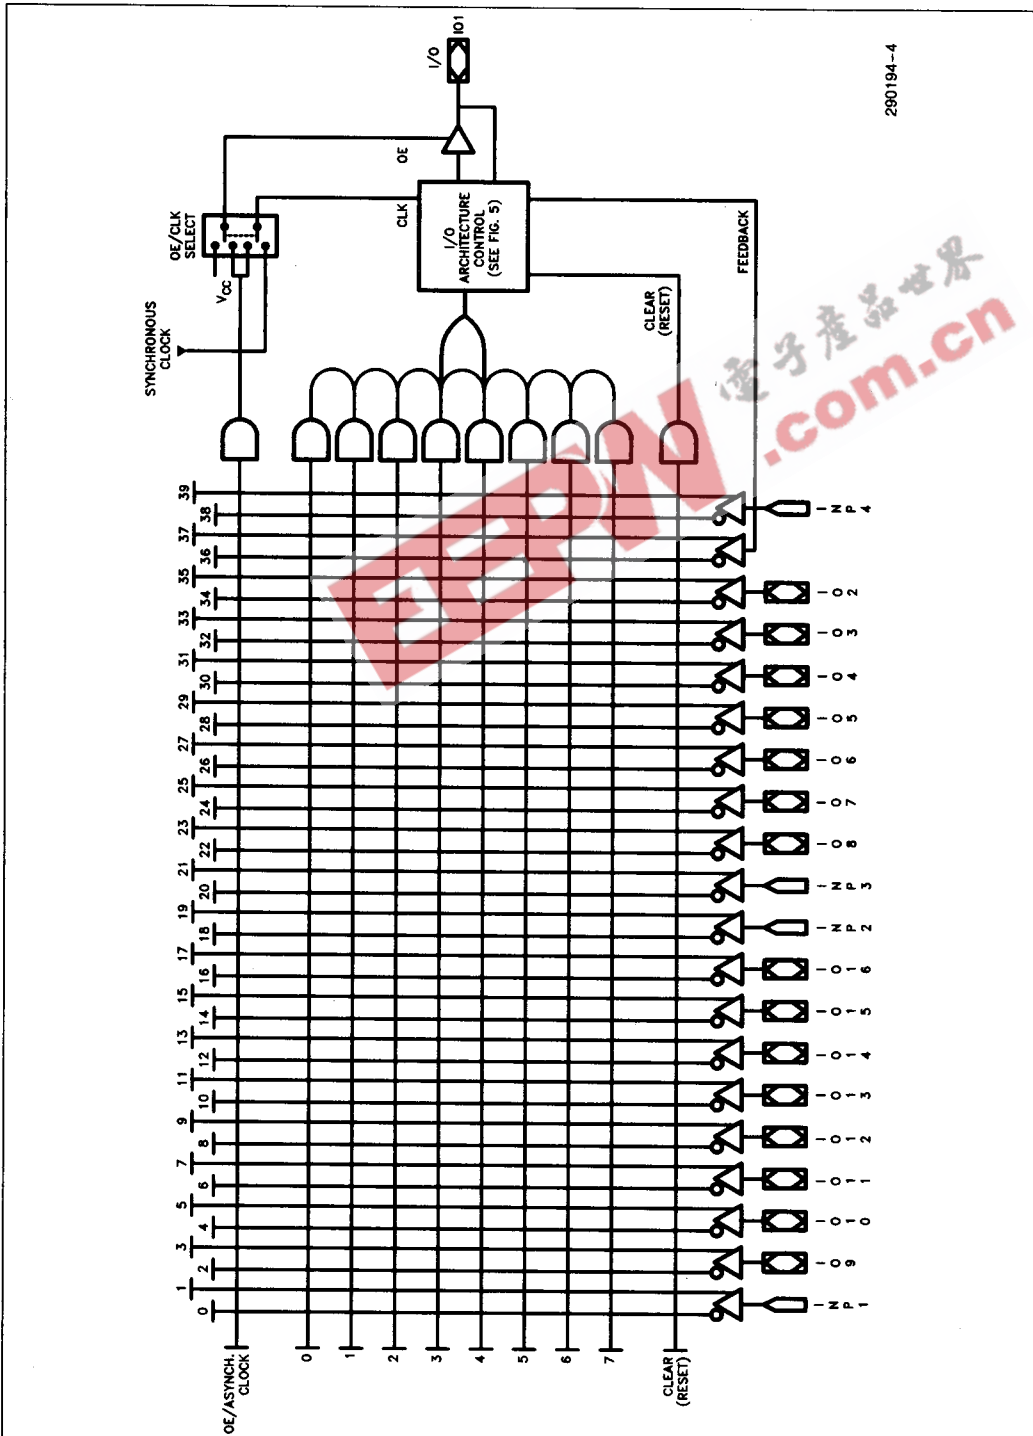 I/O
IO1
290194-4
OE
OE/CLK
SELECT
VCC
SYNCHRONOUS
CLOCK
CLK
I/O
ARCHITECTURE
CONTROL
(SEE FIG. 5)
FEEDBACK
CLEAR
(RESET)
電子產品世界
EEPW
.com.cn
39
38
37
36
35
34
33
32
31
30
29
28
27
26
25
24
23
22
21
20
19
18
17
16
15
14
13
12
11
10
9
8
7
6
5
4
3
2
1
0
INP4
IO2
IO3
IO4
IO5
IO6
IO7
IO8
INP3
INP2
IO16
IO15
IO14
IO13
IO12
IO11
IO10
IO9
INP1
OE/ASYNCH.
CLOCK
0
1
2
3
4
5
6
7
CLEAR
(RESET)